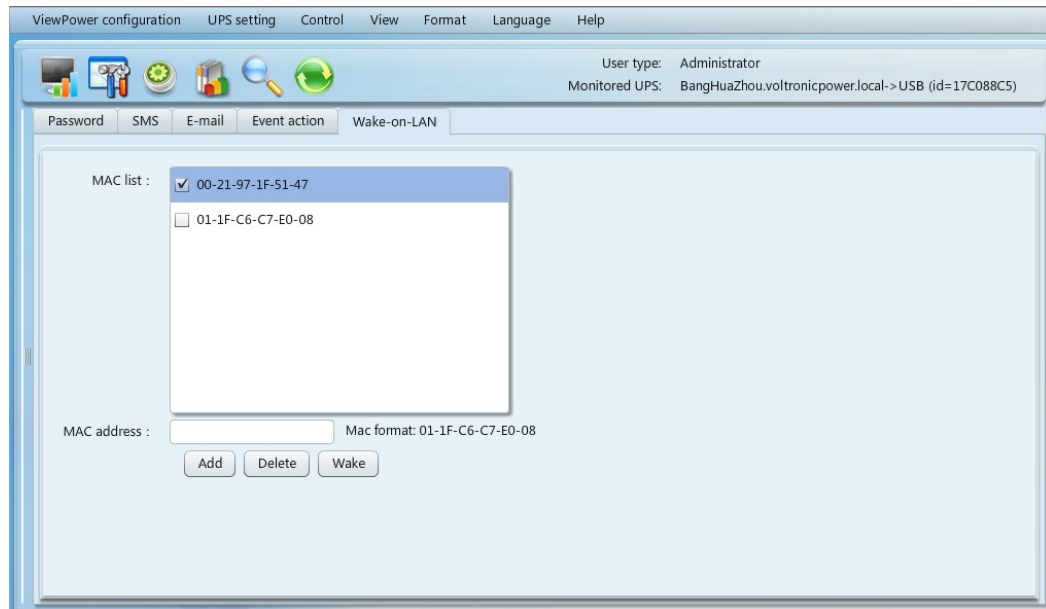 ViewPower configuration UPS setting Control View Format Language Help
User type: Administrator
Monitored UPS: BangHuaZhou.voltronicpower.local->USB (id=17C088C5)
Password SMS E-mail Event action Wake-on-LAN
MAC list : 00-21-97-1F-51-47
01-1F-C6-C7-E0-08
MAC address : Mac format: 01-1F-C6-C7-E0-08
Add Delete Wake